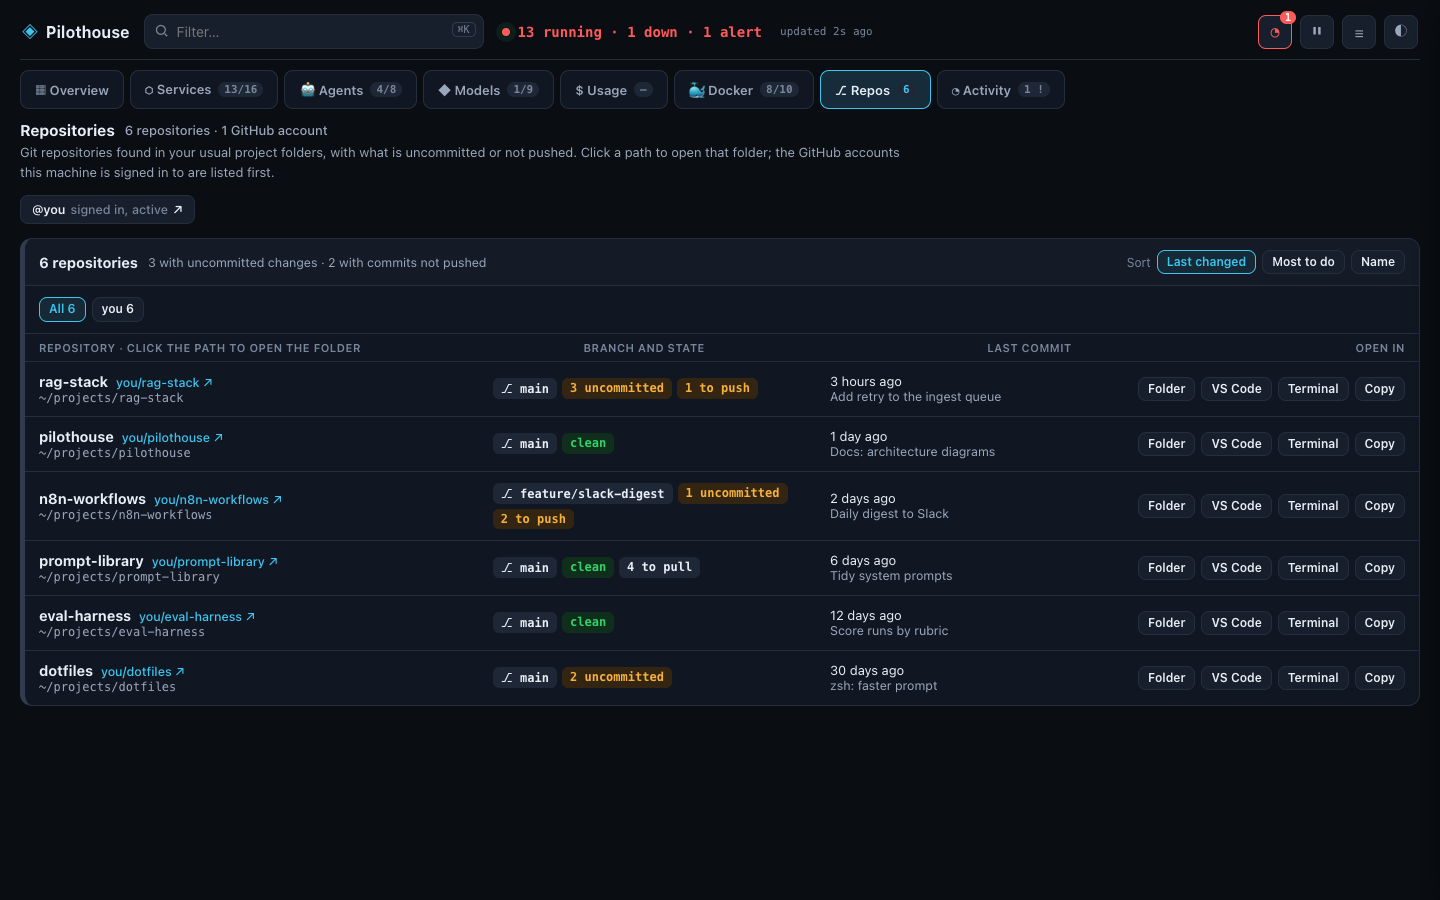 Pilothouse
Filter...
⌘K
13 running · 1 down · 1 alert
updated 2s ago
1
Overview
Services 13/16
Agents 4/8
Models 1/9
$ Usage –
Docker 8/10
Repos 6
Activity 1 !
Repositories 6 repositories · 1 GitHub account
Git repositories found in your usual project folders, with what is uncommitted or not pushed. Click a path to open that folder; the GitHub accounts
this machine is signed in to are listed first.
@you signed in, active ↗
6 repositories 3 with uncommitted changes · 2 with commits not pushed
Sort Last changed Most to do Name
All 6 you 6
REPOSITORY · CLICK THE PATH TO OPEN THE FOLDER BRANCH AND STATE LAST COMMIT OPEN IN
rag-stack you/rag-stack ↗
~/projects/rag-stack
main 3 uncommitted 1 to push
3 hours ago
Add retry to the ingest queue
Folder VS Code Terminal Copy
pilothouse you/pilothouse ↗
~/projects/pilothouse
main clean
1 day ago
Docs: architecture diagrams
Folder VS Code Terminal Copy
n8n-workflows you/n8n-workflows ↗
~/projects/n8n-workflows
feature/slack-digest 1 uncommitted
2 to push
2 days ago
Daily digest to Slack
Folder VS Code Terminal Copy
prompt-library you/prompt-library ↗
~/projects/prompt-library
main clean 4 to pull
6 days ago
Tidy system prompts
Folder VS Code Terminal Copy
eval-harness you/eval-harness ↗
~/projects/eval-harness
main clean
12 days ago
Score runs by rubric
Folder VS Code Terminal Copy
dotfiles you/dotfiles ↗
~/projects/dotfiles
main 2 uncommitted
30 days ago
zsh: faster prompt
Folder VS Code Terminal Copy